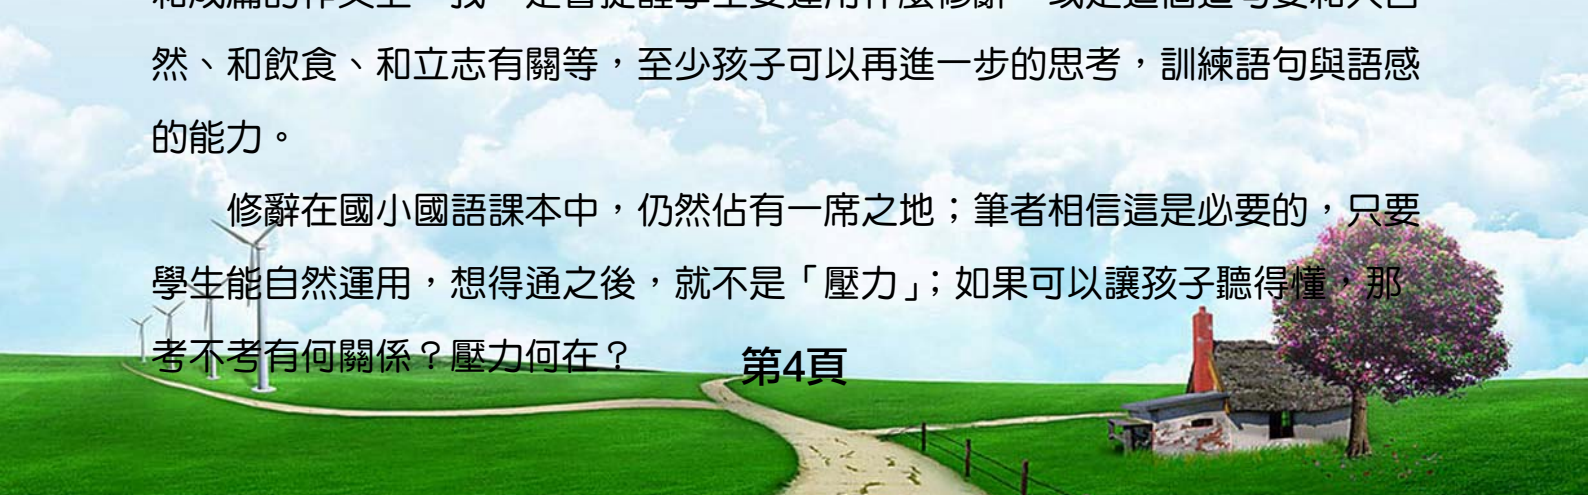 然、和飲食、和立志有關等，至少孩子可以再進一步的思考，訓練語句與語感
的能力。
修辭在國小國語課本中，仍然佔有一席之地；筆者相信這是必要的，只要
學生能自然運用，想得通之後，就不是「壓力」；如果可以讓孩子聽得懂，那
考不考有何關係？壓力何在？
第4頁